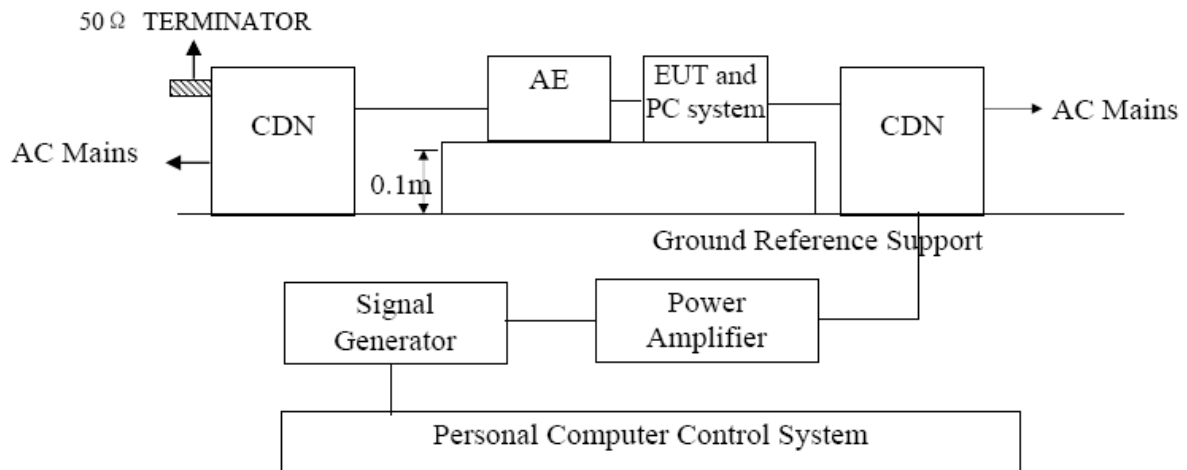 50Ω TERMINATOR
CDN
AC Mains
AE
EUT and
PC system
CDN
AC Mains
0.1m
Ground Reference Support
Signal
Generator
Power
Amplifier
Personal Computer Control System